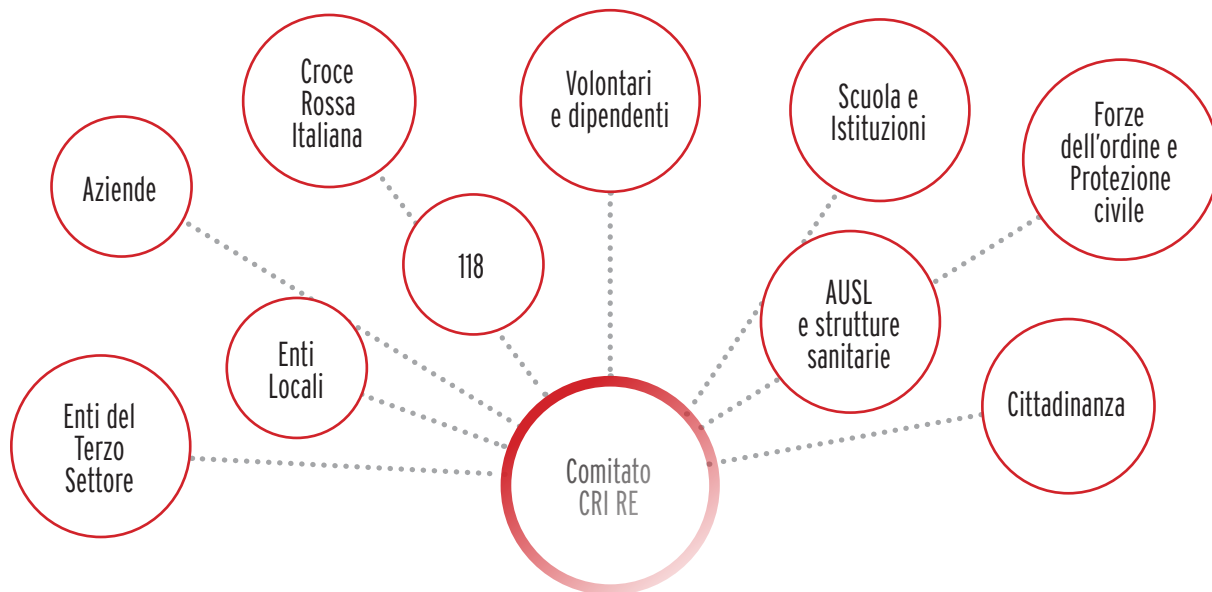 Croce
Rossa
Italiana
Volontari
e dipendenti
Scuola e
Istituzioni
Forze
dell'ordine e
Protezione
civile
Aziende
118
AUSL
e strutture
sanitarie
Enti
Locali
Cittadinanza
Enti del
Terzo
Settore
Comitato
CRI RE